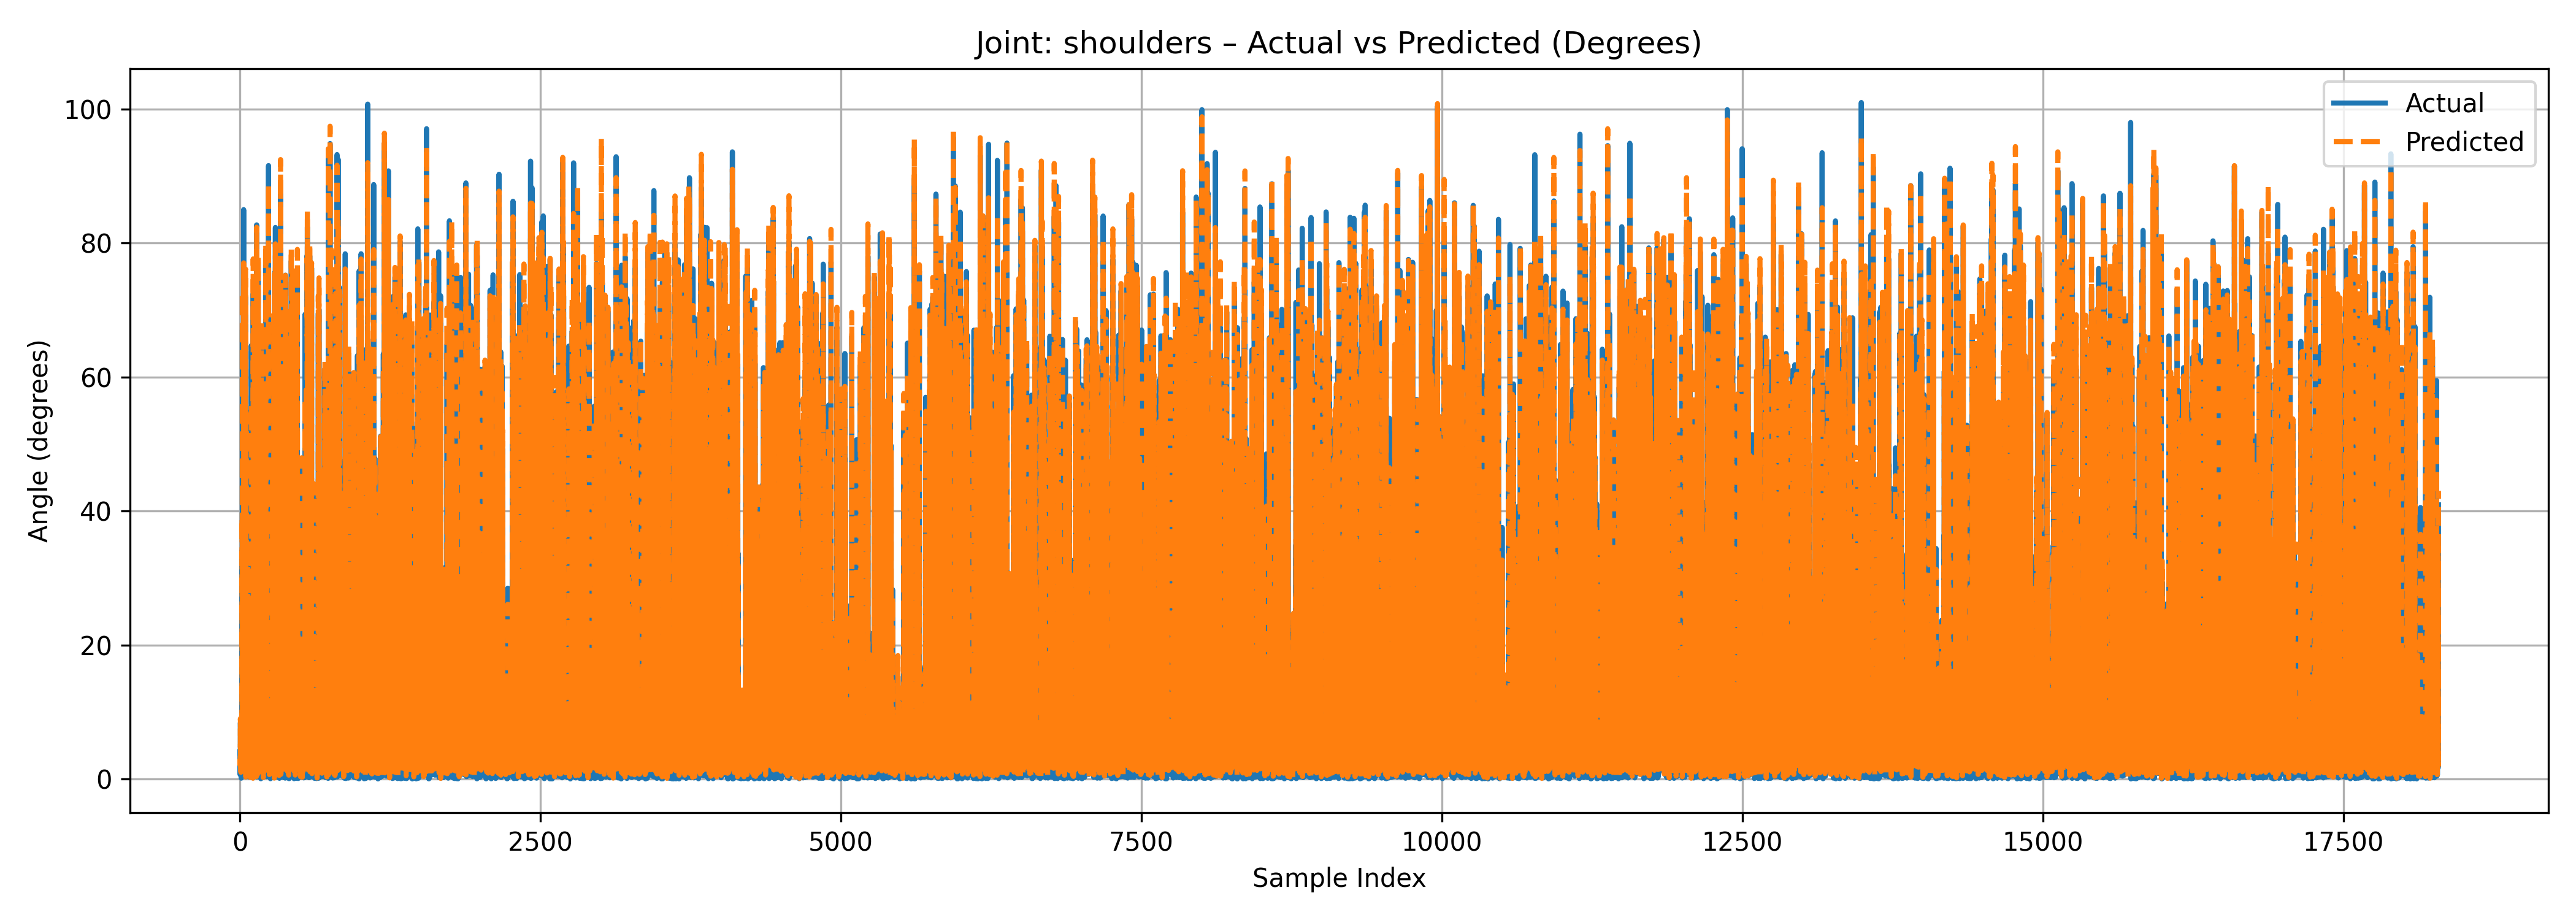 Joint: shoulders – Actual vs Predicted (Degrees)
Actual
Predicted
Angle (degrees)
100
80
60
40
20
0
0 2500 5000 7500 10000 12500 15000 17500
Sample Index